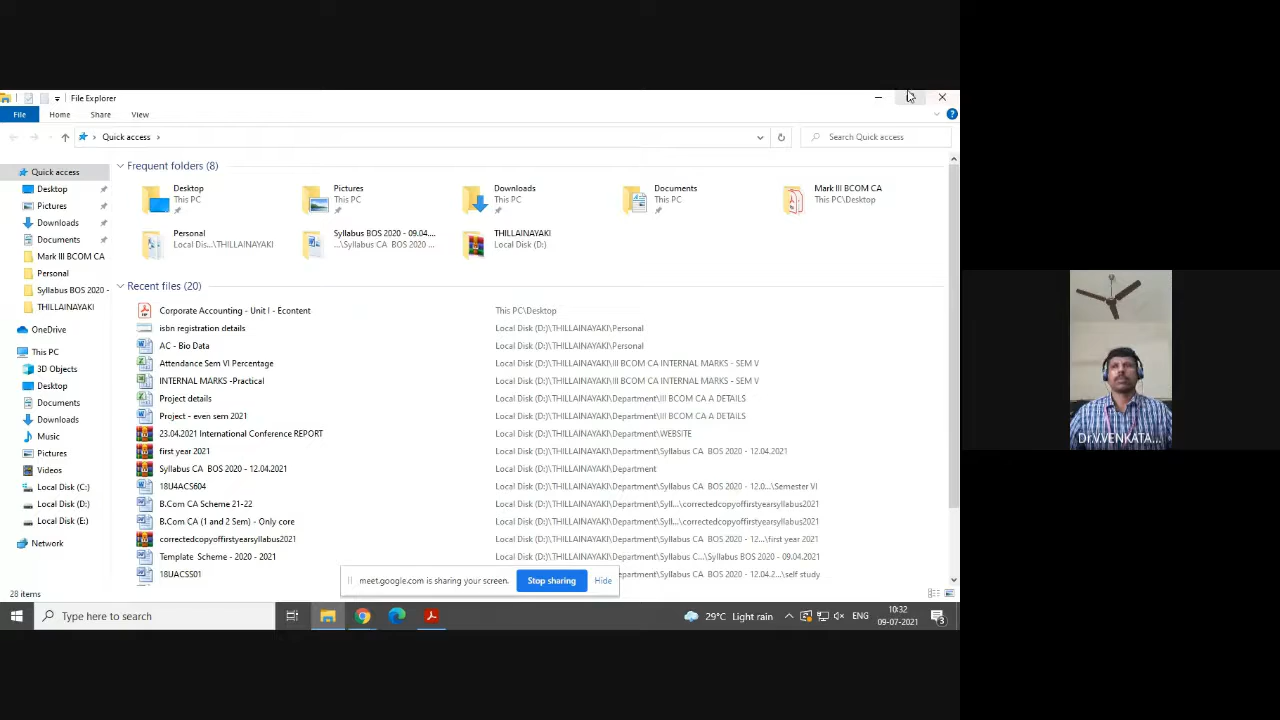 File Explorer
File Home Share View
Quick access
Search Quick access
Quick access
Desktop
Pictures
Downloads
Documents
Mark III BCOM CA
Personal
Syllabus BOS 2020 -
THILLAINAYAKI
OneDrive
This PC
3D Objects
Desktop
Documents
Downloads
Music
Pictures
Videos
Local Disk (C:)
Local Disk (D:)
Local Disk (E:)
Network
Frequent folders (8)
Desktop
This PC
Pictures
This PC
Downloads
This PC
Documents
This PC
Mark III BCOM CA
This PC\Desktop
Personal
Local Dis...\THILLAINAYAKI
Syllabus BOS 2020 - 09.04....
...\Syllabus CA BOS 2020 ...
THILLAINAYAKI
Local Disk (D:)
Recent files (20)
Corporate Accounting - Unit I - Econtent This PC\Desktop
isbn registration details Local Disk (D:)\THILLAINAYAKI\Personal
AC - Bio Data Local Disk (D:)\THILLAINAYAKI\Personal
Attendance Sem VI Percentage Local Disk (D:)\THILLAINAYAKI\III BCOM CA INTERNAL MARKS - SEM V
INTERNAL MARKS -Practical Local Disk (D:)\THILLAINAYAKI\III BCOM CA INTERNAL MARKS - SEM V
Project details Local Disk (D:)\THILLAINAYAKI\Department\III BCOM CA A DETAILS
Project - even sem 2021 Local Disk (D:)\THILLAINAYAKI\Department\III BCOM CA A DETAILS
23.04.2021 International Conference REPORT Local Disk (D:)\THILLAINAYAKI\Department\WEBSITE
first year 2021 Local Disk (D:)\THILLAINAYAKI\Department\Syllabus CA BOS 2020 - 12.04.2021
Syllabus CA BOS 2020 - 12.04.2021 Local Disk (D:)\THILLAINAYAKI\Department
18U4ACS604 Local Disk (D:)\THILLAINAYAKI\Department\Syllabus CA BOS 2020 - 12.0...\Semester VI
B.Com CA Scheme 21-22 Local Disk (D:)\THILLAINAYAKI\Department\Syll...\correctedcopyoffirstyearsyllabus2021
B.Com CA (1 and 2 Sem) - Only core Local Disk (D:)\THILLAINAYAKI\Department\Syll...\correctedcopyoffirstyearsyllabus2021
correctedcopyoffirstyearsyllabus2021 Local Disk (D:)\THILLAINAYAKI\Department\Syllabus CA BOS 2020 - 12...\first year 2021
Template Scheme - 2020 - 2021 Local Disk (D:)\THILLAINAYAKI\Department\Syllabus C...\Syllabus BOS 2020 - 09.04.2021
18UACSS01 epartment\Syllabus CA BOS 2020 - 12.04.2...\self study
meet.google.com is sharing your screen. Stop sharing Hide
28 items
Type here to search
29°C Light rain
ENG
10:32
09-07-2021
3
Dr.V.VENKATA...